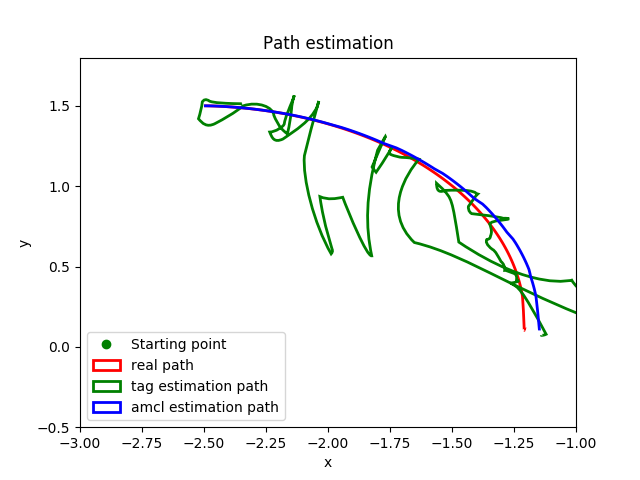 Path estimation
y
1.5
1.0
0.5
0.0
−0.5
Starting point
real path
tag estimation path
amcl estimation path
−3.00 −2.75 −2.50 −2.25 −2.00 −1.75 −1.50 −1.25 −1.00
x